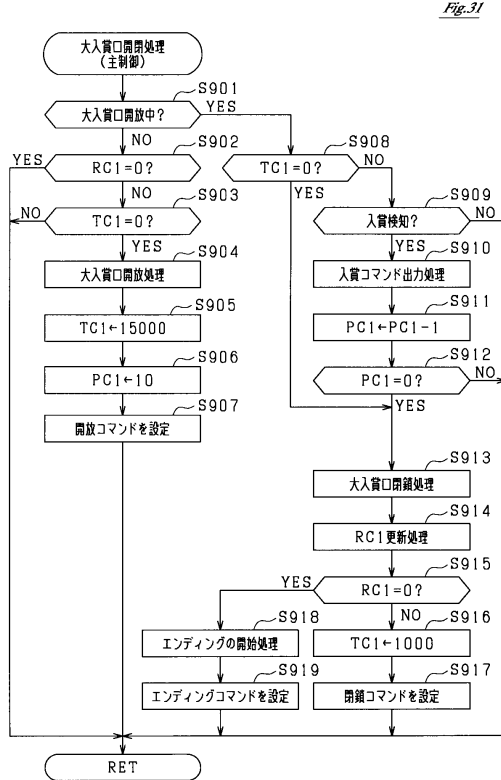 Fig.31
大入賞口開閉処理
(主制御)
S901
大入賞口開放中?
YES
NO
S902
RC1=0?
YES
NO
S903
TC1=0?
NO
YES
S904
大入賞口開放処理
S905
TC1←15000
S906
PC1←10
S907
開放コマンドを設定
S908
TC1=0?
NO
YES
S909
入賞検知?
NO
YES
S910
入賞コマンド出力処理
S911
PC1←PC1-1
S912
PC1=0?
NO
YES
S913
大入賞口閉鎖処理
S914
RC1更新処理
S915
RC1=0?
YES
NO
S918
エンディングの開始処理
S919
エンディングコマンドを設定
S916
TC1←1000
S917
閉鎖コマンドを設定
RET